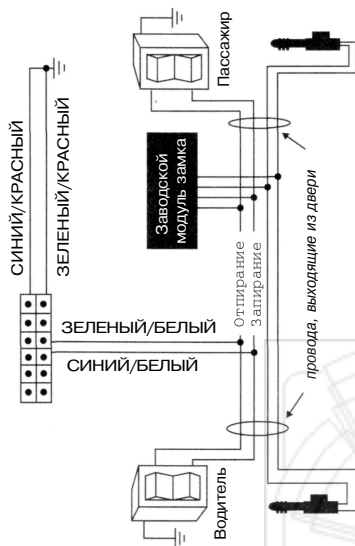 СИНИЙ/КРАСНЫЙ
ЗЕЛЕНЫЙ/КРАСНЫЙ
Пассажир
Заводской
модуль замка
ЗЕЛЕНЫЙ/БЕЛЫЙ
СИНИЙ/БЕЛЫЙ
Отпирание
Запирание
провода, выходящие из двери
Водитель